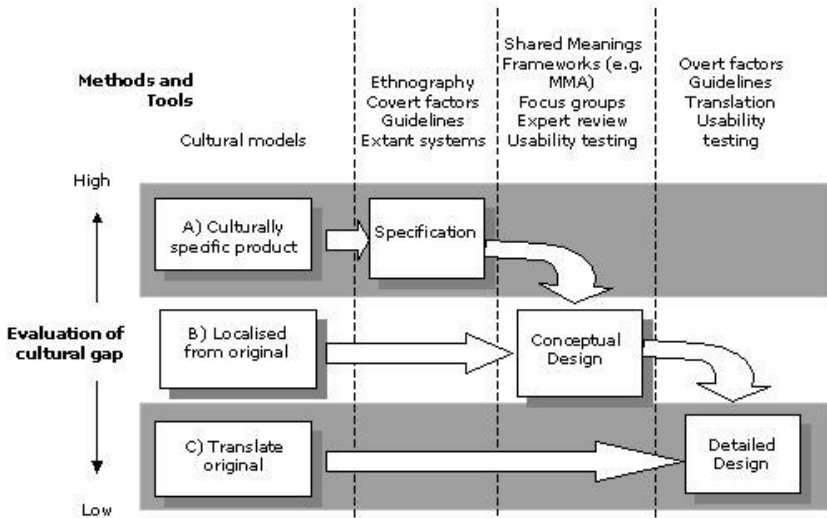 Methods and
Tools
Cultural models
Ethnography
Covert factors
Guidelines
Extant systems
Shared Meanings
Frameworks (e.g.
MMA)
Focus groups
Expert review
Usability testing
Overt factors
Guidelines
Translation
Usability
testing
High
A) Culturally
specific product
Specification
Evaluation of
cultural gap
B) Localised
from original
Conceptual
Design
C) Translate
original
Detailed
Design
Low